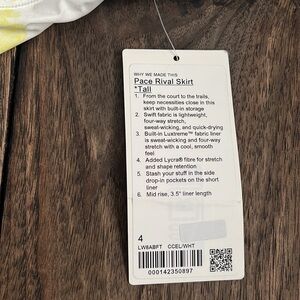 WHY WE MADE THIS
Pace Rival Skirt
*Tall
1. From the court to the trails,
keep necessities close in this
skirt with built-in storage
2. Swift fabric is lightweight,
four-way stretch,
sweat-wicking, and quick-drying
3. Built-in Luxtreme™ fabric liner
is sweat-wicking and four-way
stretch with a cool, smooth
feel
4. Added Lycra® fibre for stretch
and shape retention
5. Stash your stuff in the side
drop-in pockets on the short
liner
6. Mid rise, 3.5" liner length
4
LW8ABFT CCEL/WHT
000142350897